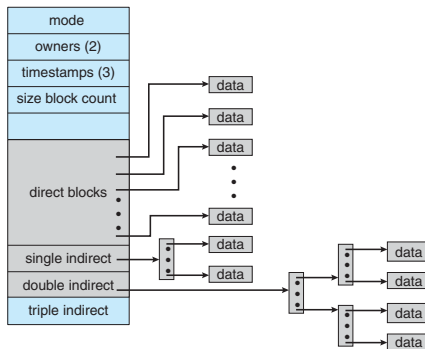 mode
owners (2)
timestamps (3)
size block count
direct blocks
single indirect
double indirect
triple indirect
data
data
data
data
data
data
data
data
data
data